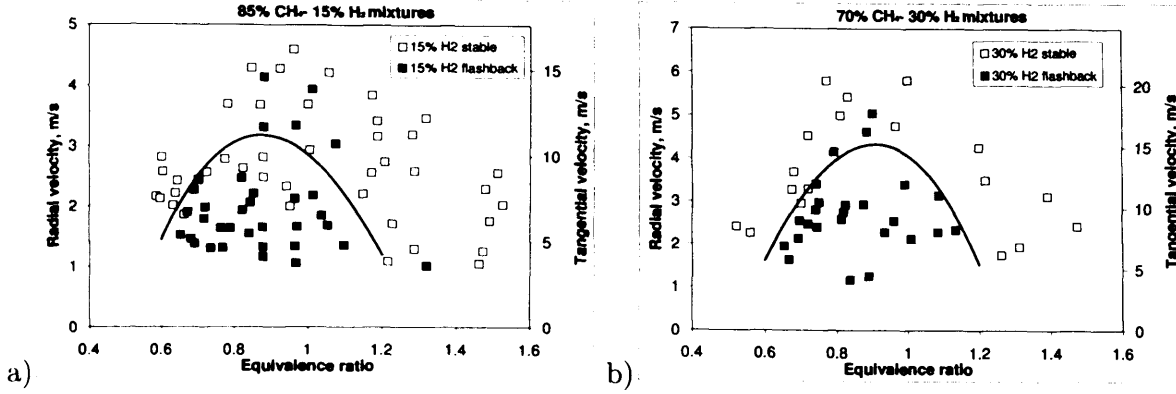 85% CH₄- 15% H₂ mixtures
15% H2 stable
15% H2 flashback
Radial velocity, m/s
5
4
3
2
1
0
Tangential velocity, m/s
15
10
5
0
0.4
0.6
0.8
1
1.2
1.4
1.6
Equivalence ratio
a)
70% CH₄- 30% H₂ mixtures
30% H2 stable
30% H2 flashback
Radial velocity, m/s
7
6
5
4
3
2
1
0
Tangential velocity, m/s
20
15
10
5
0
0.4
0.6
0.8
1
1.2
1.4
1.6
Equivalence ratio
b)